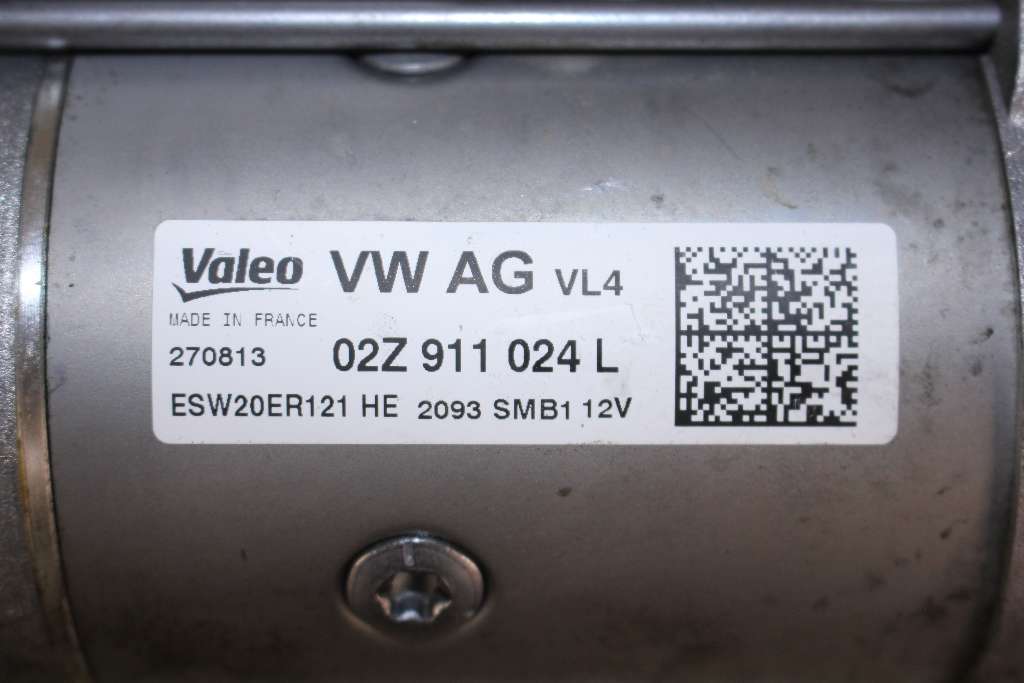 Valeo VW AG VL4
MADE IN FRANCE
270813 02Z 911 024 L
ESW20ER121 HE 2093 SMB1 12V